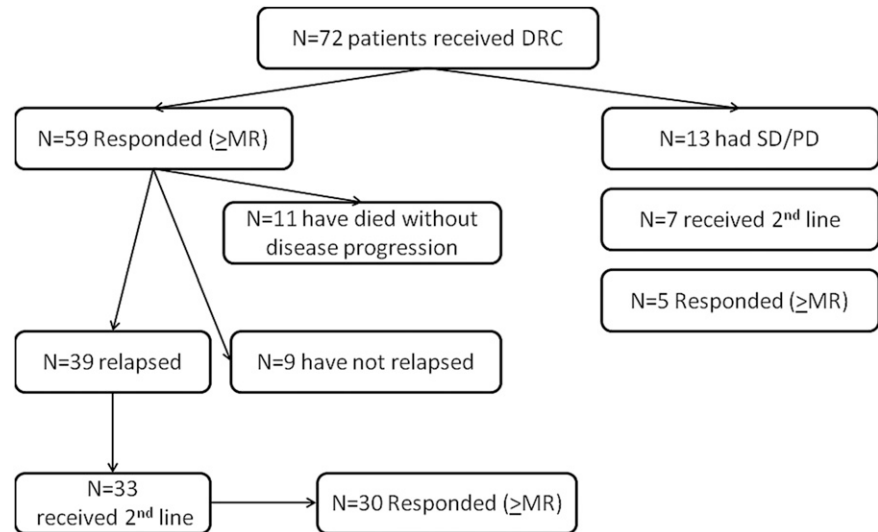 N=72 patients received DRC
N=59 Responded (≥MR)
N=13 had SD/PD
N=11 have died without
disease progression
N=7 received 2nd line
N=5 Responded (≥MR)
N=39 relapsed
N=9 have not relapsed
N=33
received 2nd line
N=30 Responded (≥MR)